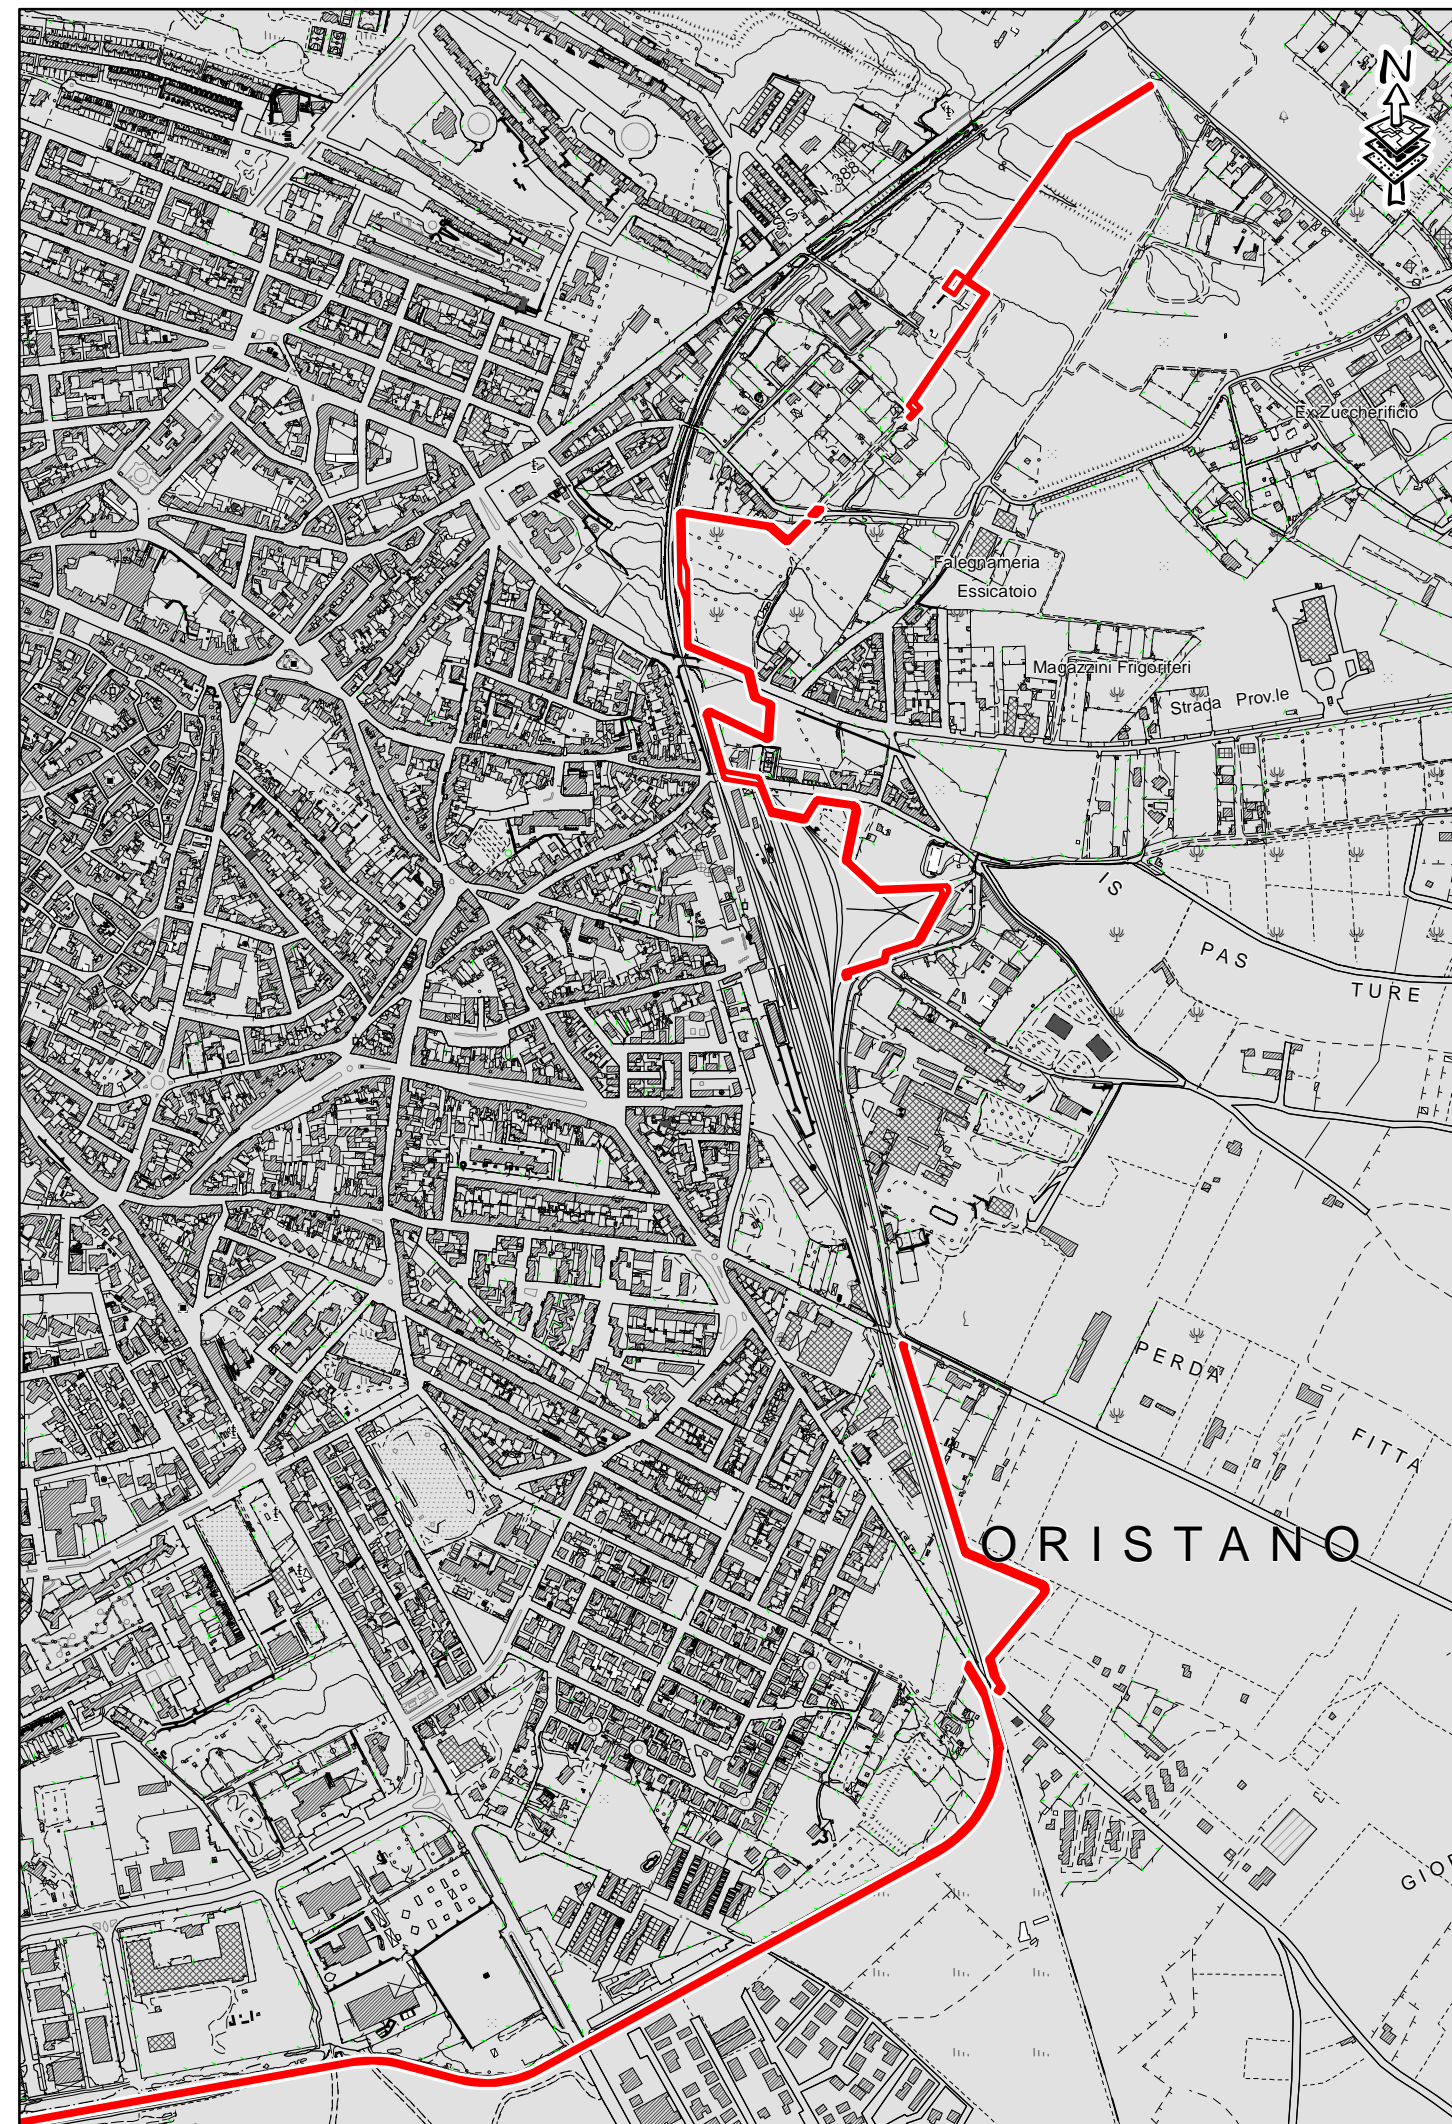 N
S.S. N. 388
Ex Zuccherificio
Falegnameria
Essicatoio
Magazzini Frigoriferi
Strada Prov.le
IS
PAS
TURE
PERDA
FITTA
ORISTANO